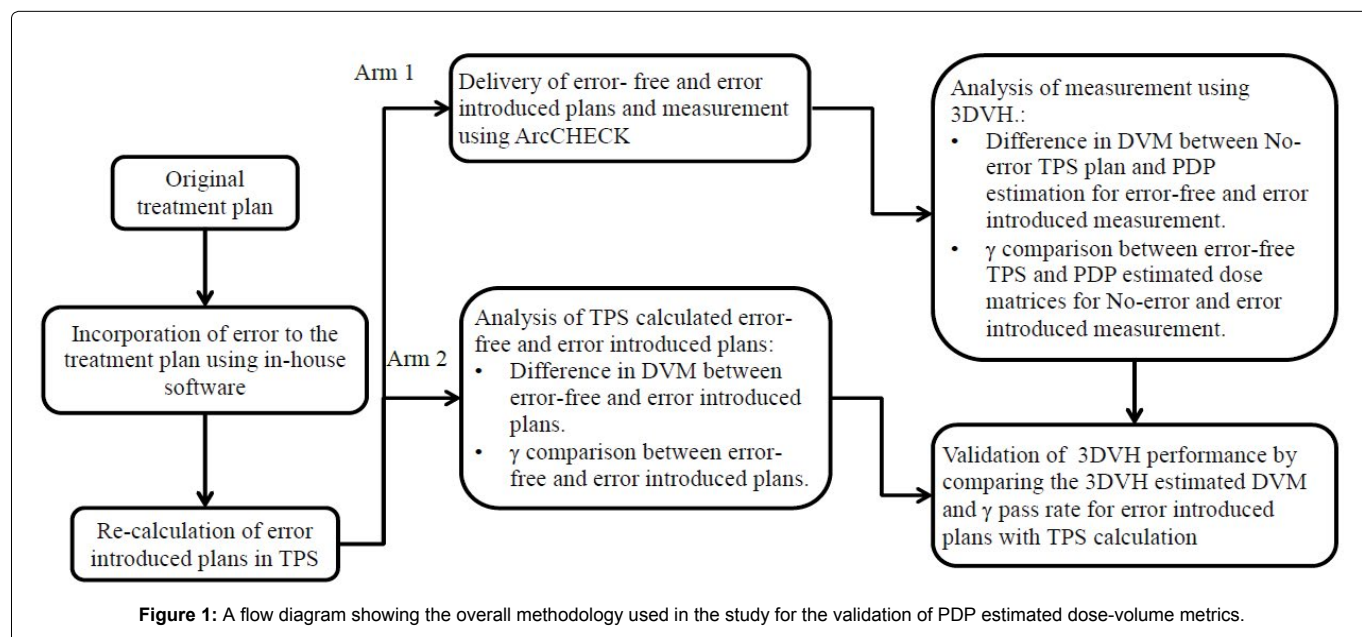 Original
treatment plan
Incorporation of error to the
treatment plan using in-house
software
Re-calculation of error
introduced plans in TPS
Arm 1
Delivery of error- free and error
introduced plans and measurement
using ArcCHECK
Arm 2
Analysis of TPS calculated error-
free and error introduced plans:
• Difference in DVM between
error-free and error introduced
plans.
• γ comparison between error-
free and error introduced plans.
Analysis of measurement using
3DVH.:
• Difference in DVM between No-
error TPS plan and PDP
estimation for error-free and error
introduced measurement.
• γ comparison between error-free
TPS and PDP estimated dose
matrices for No-error and error
introduced measurement.
Validation of 3DVH performance by
comparing the 3DVH estimated DVM
and γ pass rate for error introduced
plans with TPS calculation
Figure 1: A flow diagram showing the overall methodology used in the study for the validation of PDP estimated dose-volume metrics.